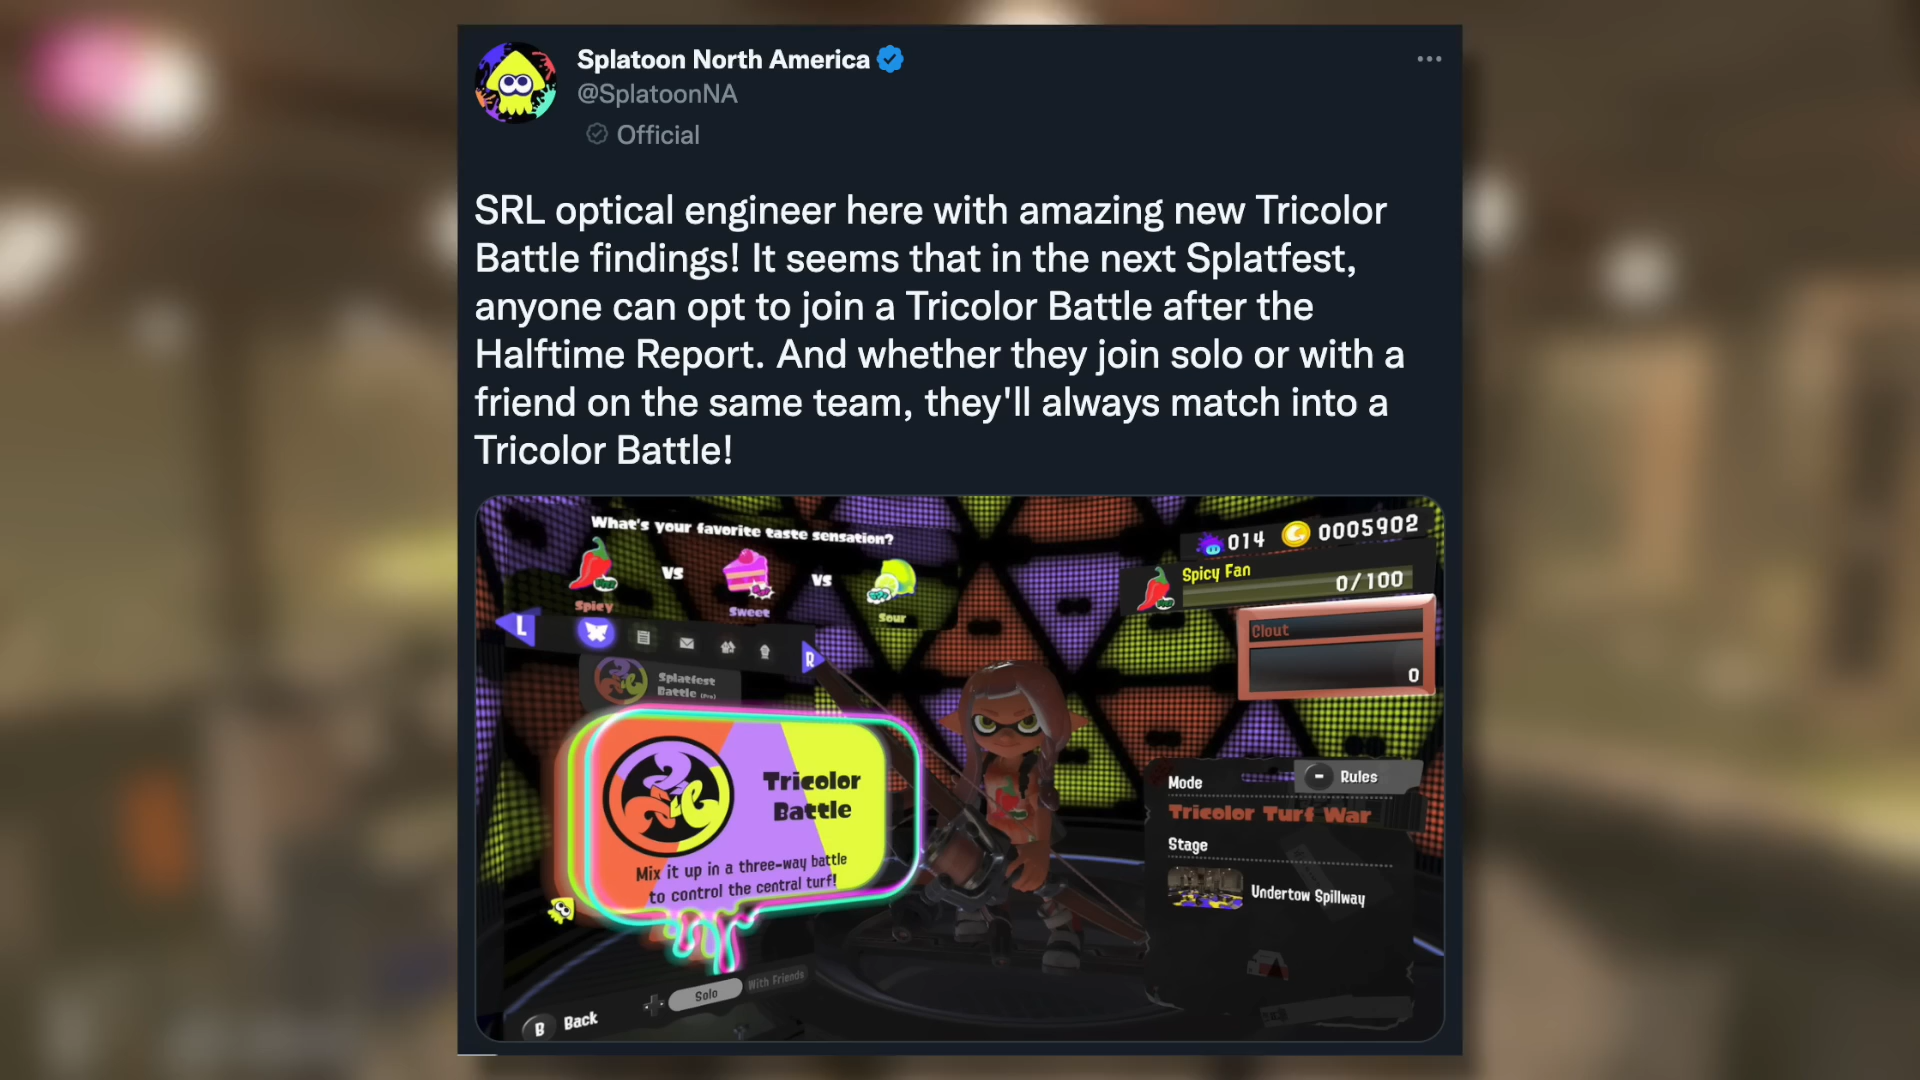 Splatoon North America
@SplatoonNA
Official
SRL optical engineer here with amazing new Tricolor
Battle findings! It seems that in the next Splatfest,
anyone can opt to join a Tricolor Battle after the
Halftime Report. And whether they join solo or with a
friend on the same team, they'll always match into a
Tricolor Battle!
What's your favorite taste sensation?
Spicy vs Sweet vs Sour
014 0005902
Spicy Fan
0/100
Clout
0
L R
Splatfest
Battle (Pro)
Tricolor
Battle
Mix it up in a three-way battle
to control the central turf!
Mode
- Rules
Tricolor Turf War
Stage
Undertow Spillway
Solo With Friends
B Back